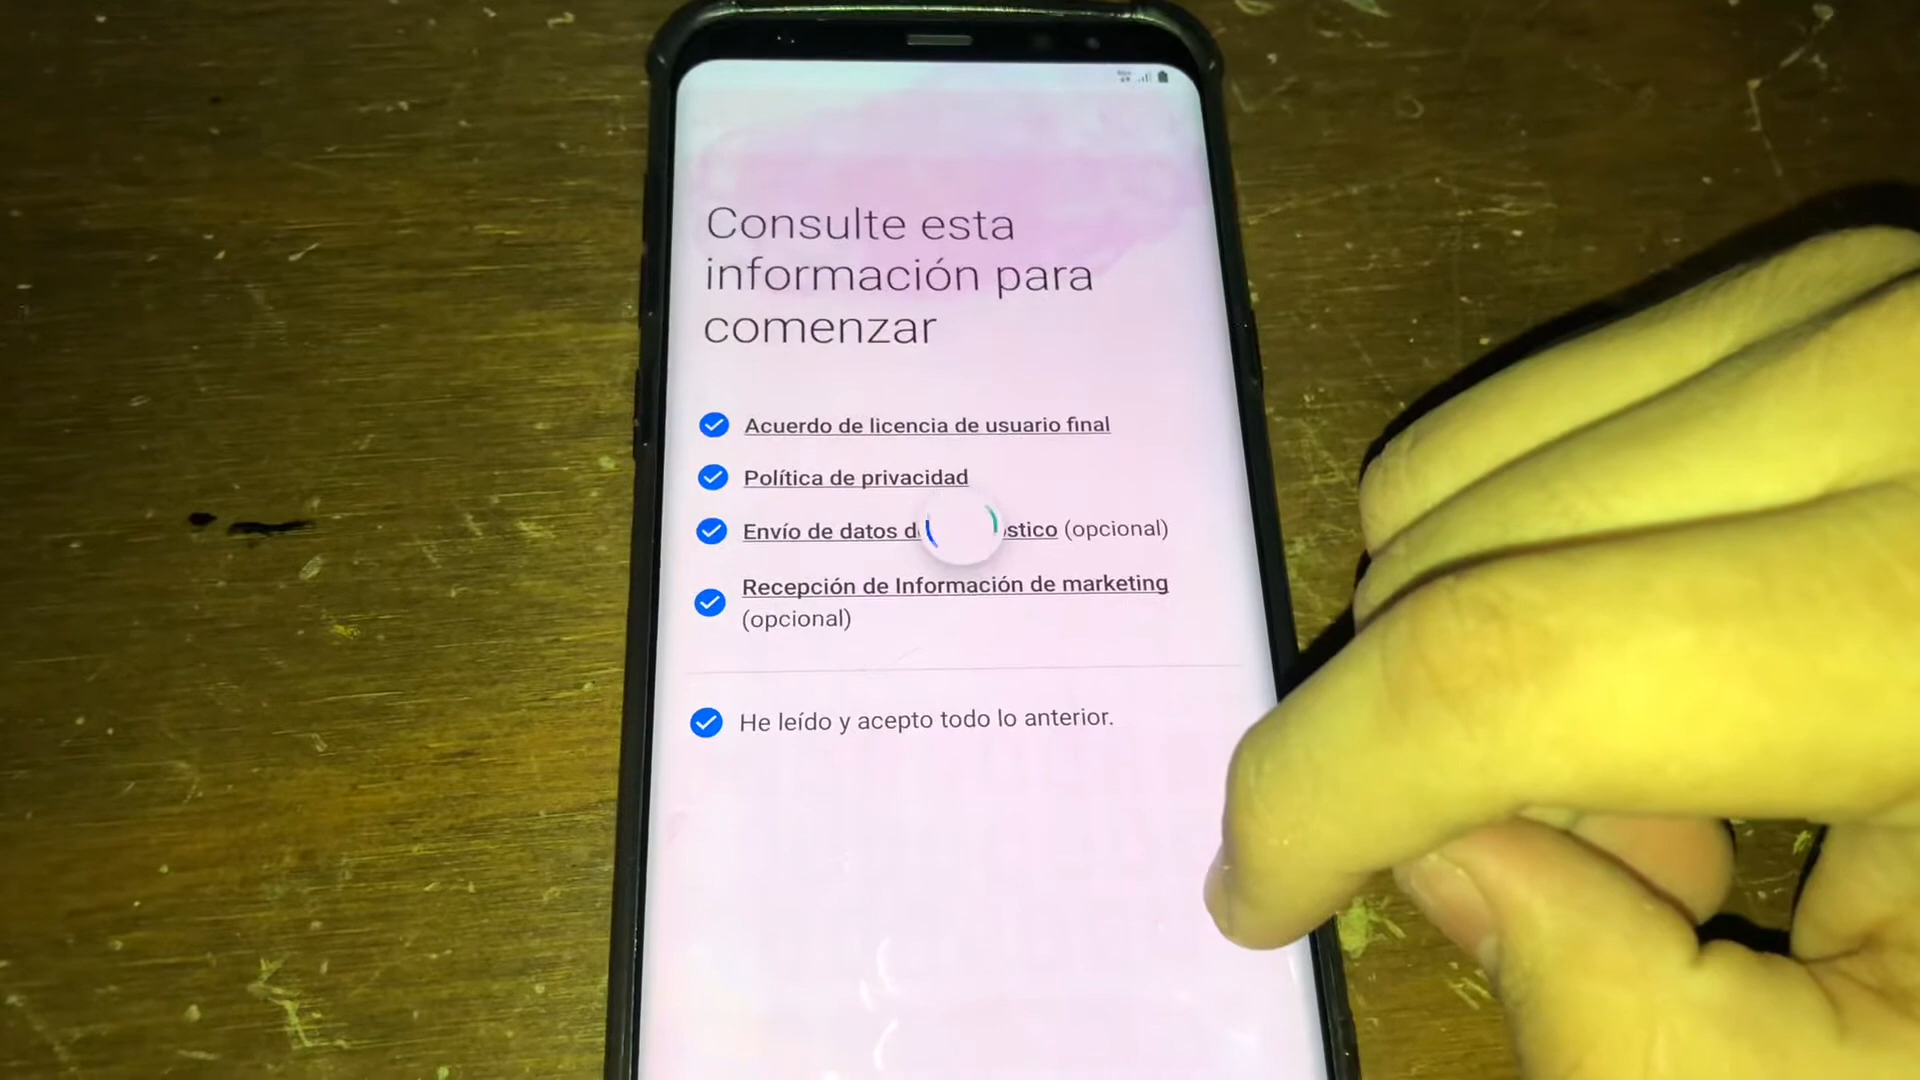 Consulte esta
información para
comenzar
Acuerdo de licencia de usuario final
Política de privacidad
Envío de datos d stico (opcional)
Recepción de Información de marketing
(opcional)
He leído y acepto todo lo anterior.